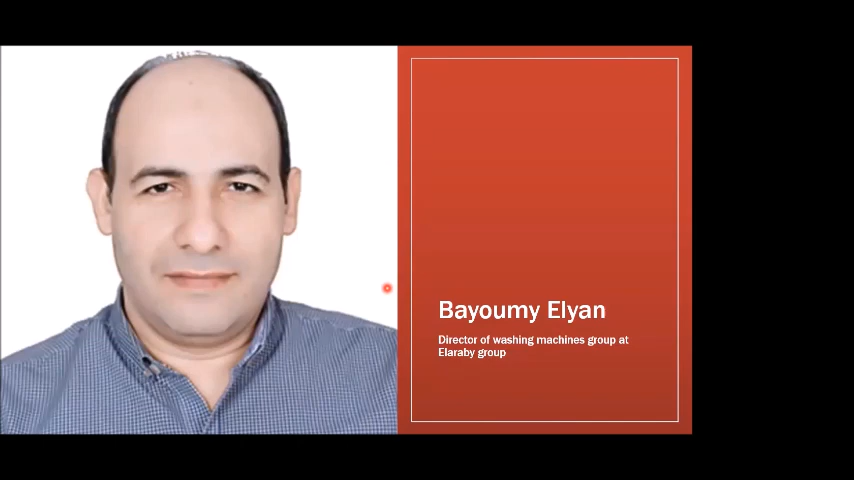 Bayoumy Elyan
Director of washing machines group at
Elaraby group